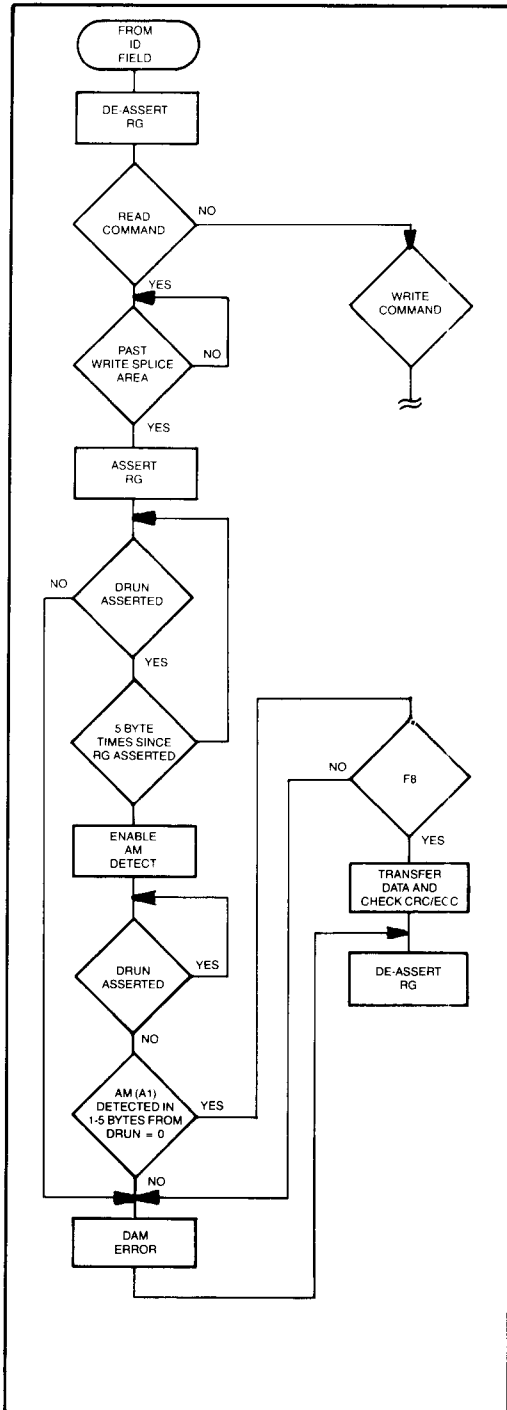 FROM
ID
FIELD
DE-ASSERT
RG
READ
COMMAND
NO
YES
WRITE
COMMAND
PAST
WRITE SPLICE
AREA
NO
YES
ASSERT
RG
NO
DRUN
ASSERTED
YES
5 BYTE
TIMES SINCE
RG ASSERTED
NO
F8
YES
ENABLE
AM
DETECT
TRANSFER
DATA AND
CHECK CRC/ECC
DRUN
ASSERTED
YES
NO
DE-ASSERT
RG
AM (A1)
DETECTED IN
1-5 BYTES FROM
DRUN = 0
YES
NO
DAM
ERROR